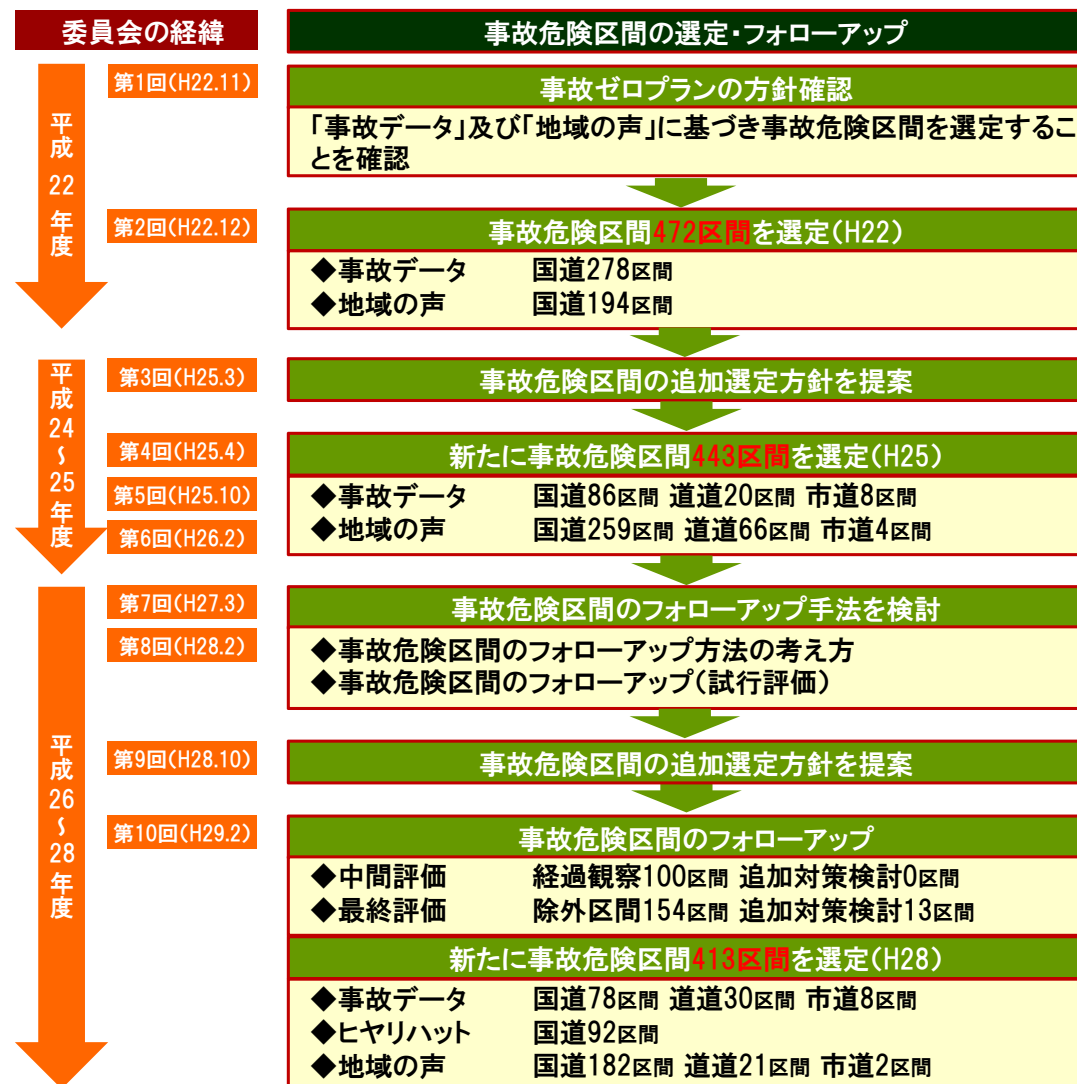 委員会の経緯
事故危険区間の選定・フォローアップ
平成22年度
第1回(H22.11)
事故ゼロプランの方針確認
「事故データ」及び「地域の声」に基づき事故危険区間を選定するこ
とを確認
第2回(H22.12)
事故危険区間472区間を選定(H22)
◆事故データ 国道278区間
◆地域の声 国道194区間
平成24~25年度
第3回(H25.3)
事故危険区間の追加選定方針を提案
第4回(H25.4)
新たに事故危険区間443区間を選定(H25)
第5回(H25.10)
◆事故データ 国道86区間 道道20区間 市道8区間
第6回(H26.2)
◆地域の声 国道259区間 道道66区間 市道4区間
平成26~28年度
第7回(H27.3)
事故危険区間のフォローアップ手法を検討
第8回(H28.2)
◆事故危険区間のフォローアップ方法の考え方
◆事故危険区間のフォローアップ(試行評価)
第9回(H28.10)
事故危険区間の追加選定方針を提案
第10回(H29.2)
事故危険区間のフォローアップ
◆中間評価 経過観察100区間 追加対策検討0区間
◆最終評価 除外区間154区間 追加対策検討13区間
新たに事故危険区間413区間を選定(H28)
◆事故データ 国道78区間 道道30区間 市道8区間
◆ヒヤリハット 国道92区間
◆地域の声 国道182区間 道道21区間 市道2区間